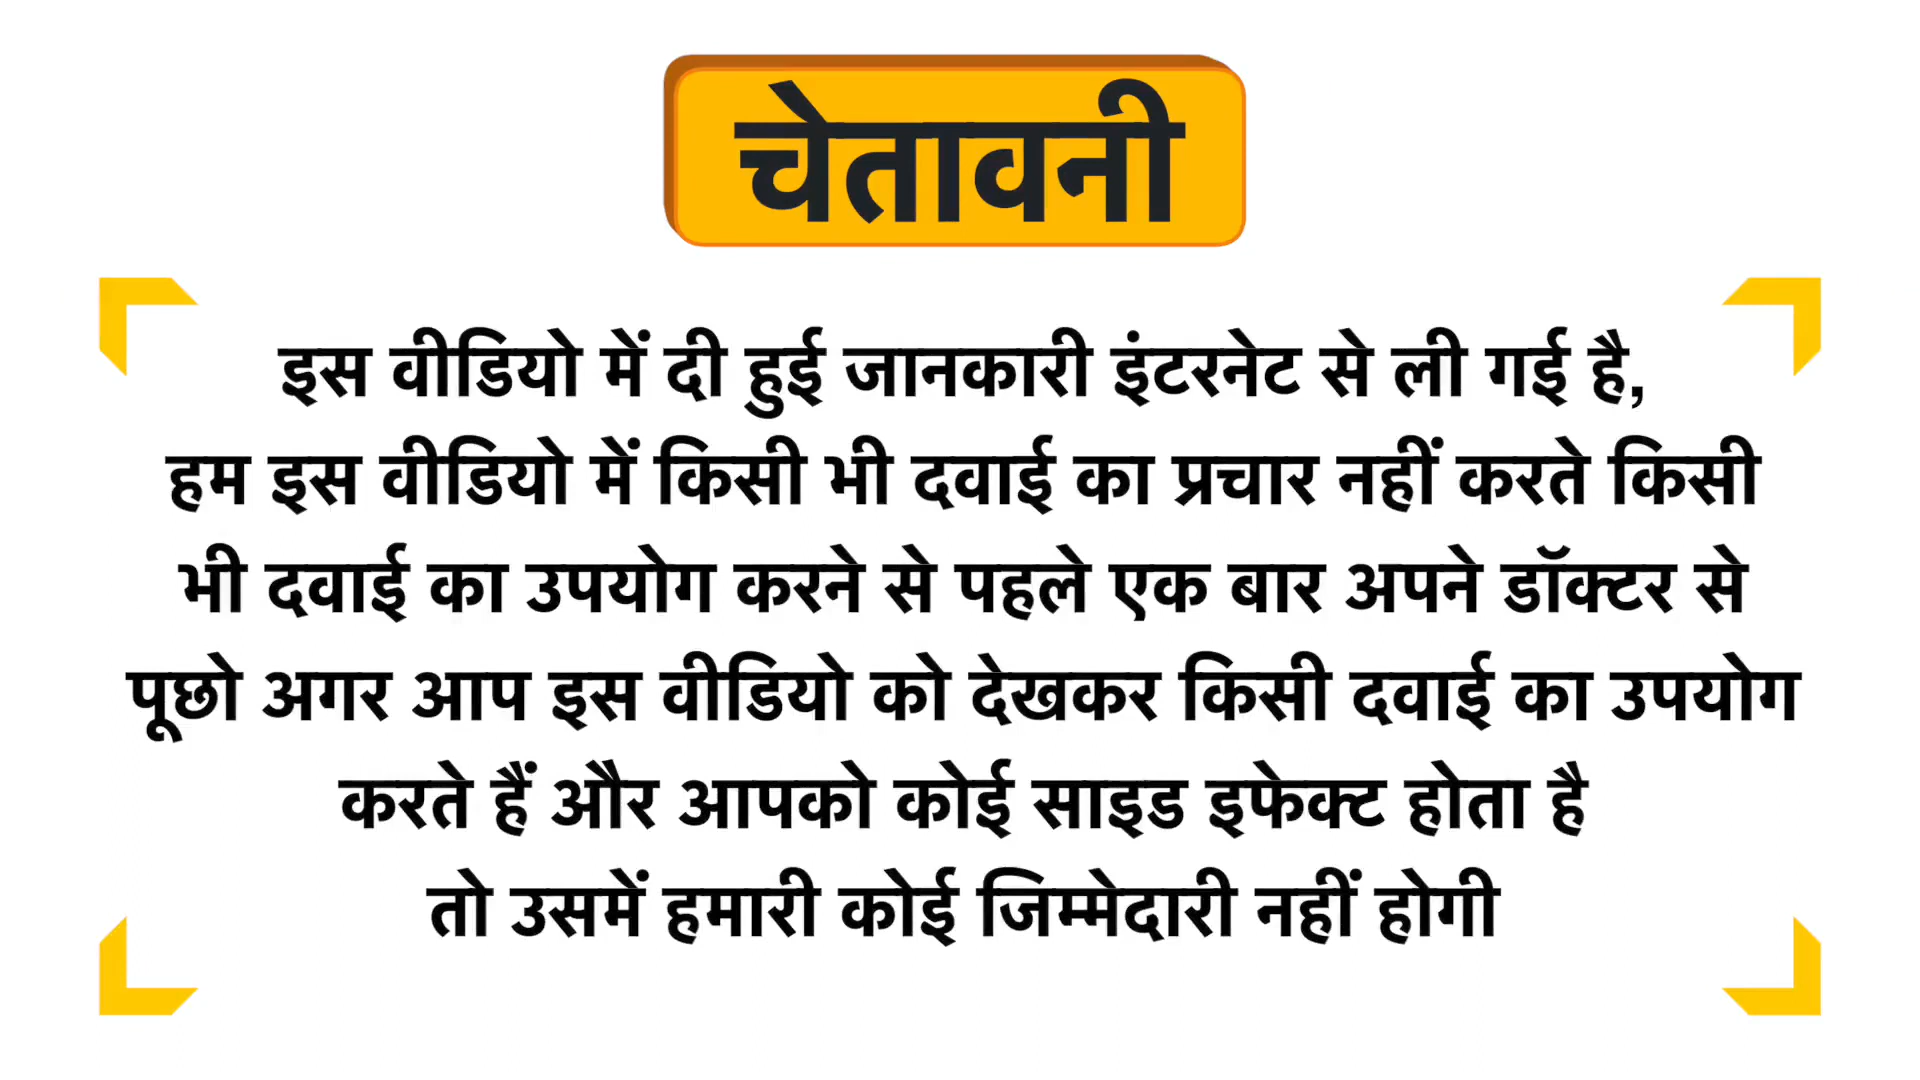 चेतावनी
इस वीडियो में दी हुई जानकारी इंटरनेट से ली गई है,
हम इस वीडियो में किसी भी दवाई का प्रचार नहीं करते किसी
भी दवाई का उपयोग करने से पहले एक बार अपने डॉक्टर से
पूछो अगर आप इस वीडियो को देखकर किसी दवाई का उपयोग
करते हैं और आपको कोई साइड इफेक्ट होता है
तो उसमें हमारी कोई जिम्मेदारी नहीं होगी